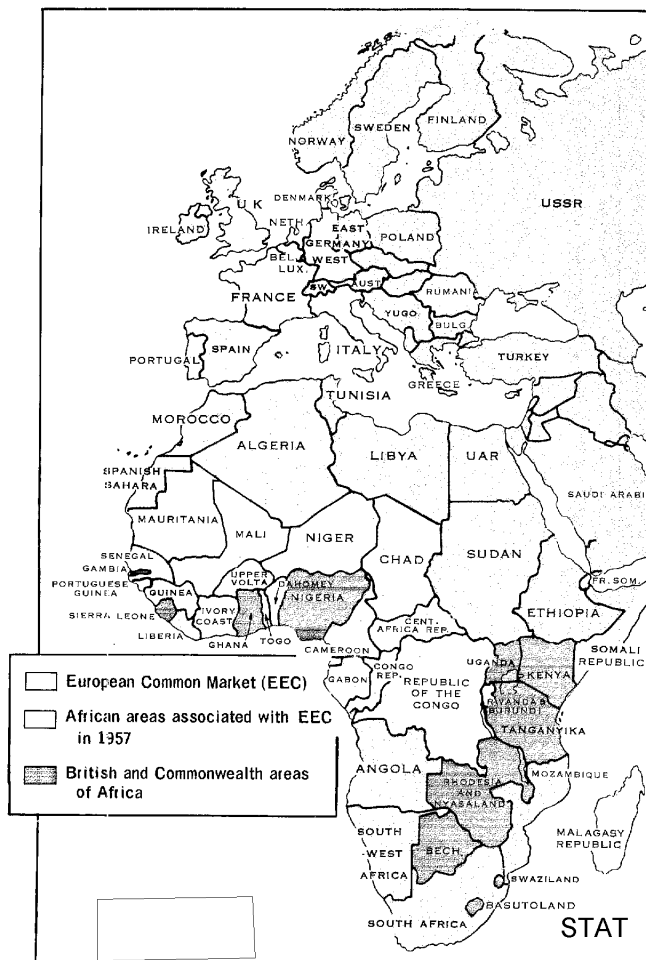 NORWAY
SWEDEN
FINLAND
UK
DENMARK
USSR
IRELAND
NETH
EAST
GERMANY
WEST
POLAND
BEL.
LUX.
FRANCE
SW.
AUST
RUMANIA
YUGO
BULG
SPAIN
PORTUGAL
ITALY
TURKEY
GREECE
TUNISIA
MOROCCO
ALGERIA
LIBYA
UAR
SPANISH
SAHARA
SAUDI ARABI
MAURITANIA
MALI
NIGER
CHAD
SUDAN
SENEGAL
GAMBIA
PORTUGUESE
GUINEA
GUINEA
UPPER
VOLTA
DAHOMEY
NIGERIA
FR. SOM.
SIERRA LEONE
IVORY
COAST
ETHIOPIA
LIBERIA
GHANA
TOGO
CENT.
AFRICA REP.
CAMEROON
SOMALI
REPUBLIC
UGANDA
KENYA
GABON
CONGO
REP.
REPUBLIC
OF THE
CONGO
RWANDA &
BURUNDI
TANGANYIKA
European Common Market (EEC)
African areas associated with EEC
in 1957
British and Commonwealth areas
of Africa
ANGOLA
RHODESIA
AND
NYASALAND
MOZAMBIQUE
MALAGASY
REPUBLIC
SOUTH
-WEST
AFRICA
BECH
SWAZILAND
BASUTOLAND
SOUTH AFRICA
STAT